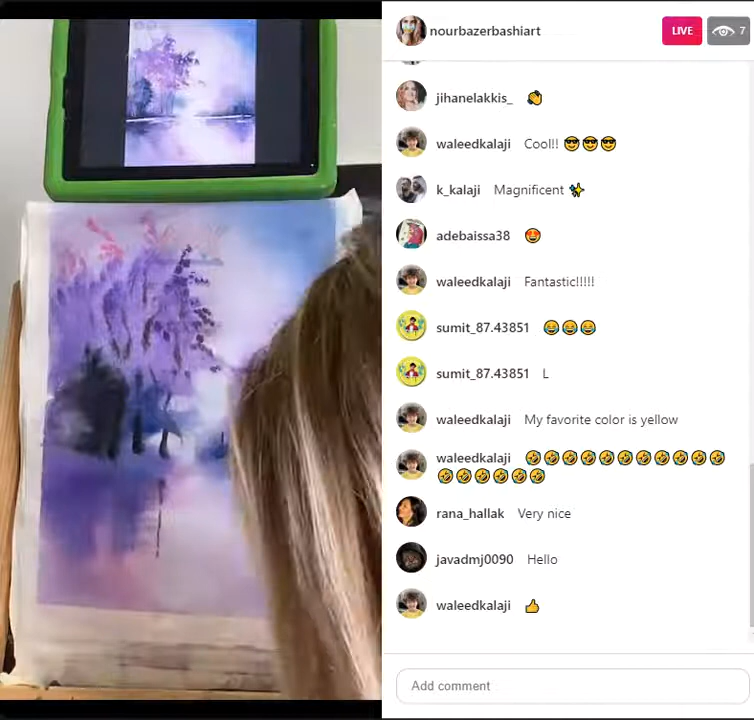 nourbazerbashiart
LIVE
7
jihanelakkis_ 👏
waleedkalaji Cool!! 😎😎😎
k_kalaji Magnificent ✨
adebaissa38 😍
waleedkalaji Fantastic!!!!!
sumit_87.43851 😂😂😂
sumit_87.43851 L
waleedkalaji My favorite color is yellow
waleedkalaji 🤣🤣🤣🤣🤣🤣🤣🤣🤣🤣🤣
🤣🤣🤣🤣🤣🤣
rana_hallak Very nice
javadmj0090 Hello
waleedkalaji 👍
Add comment